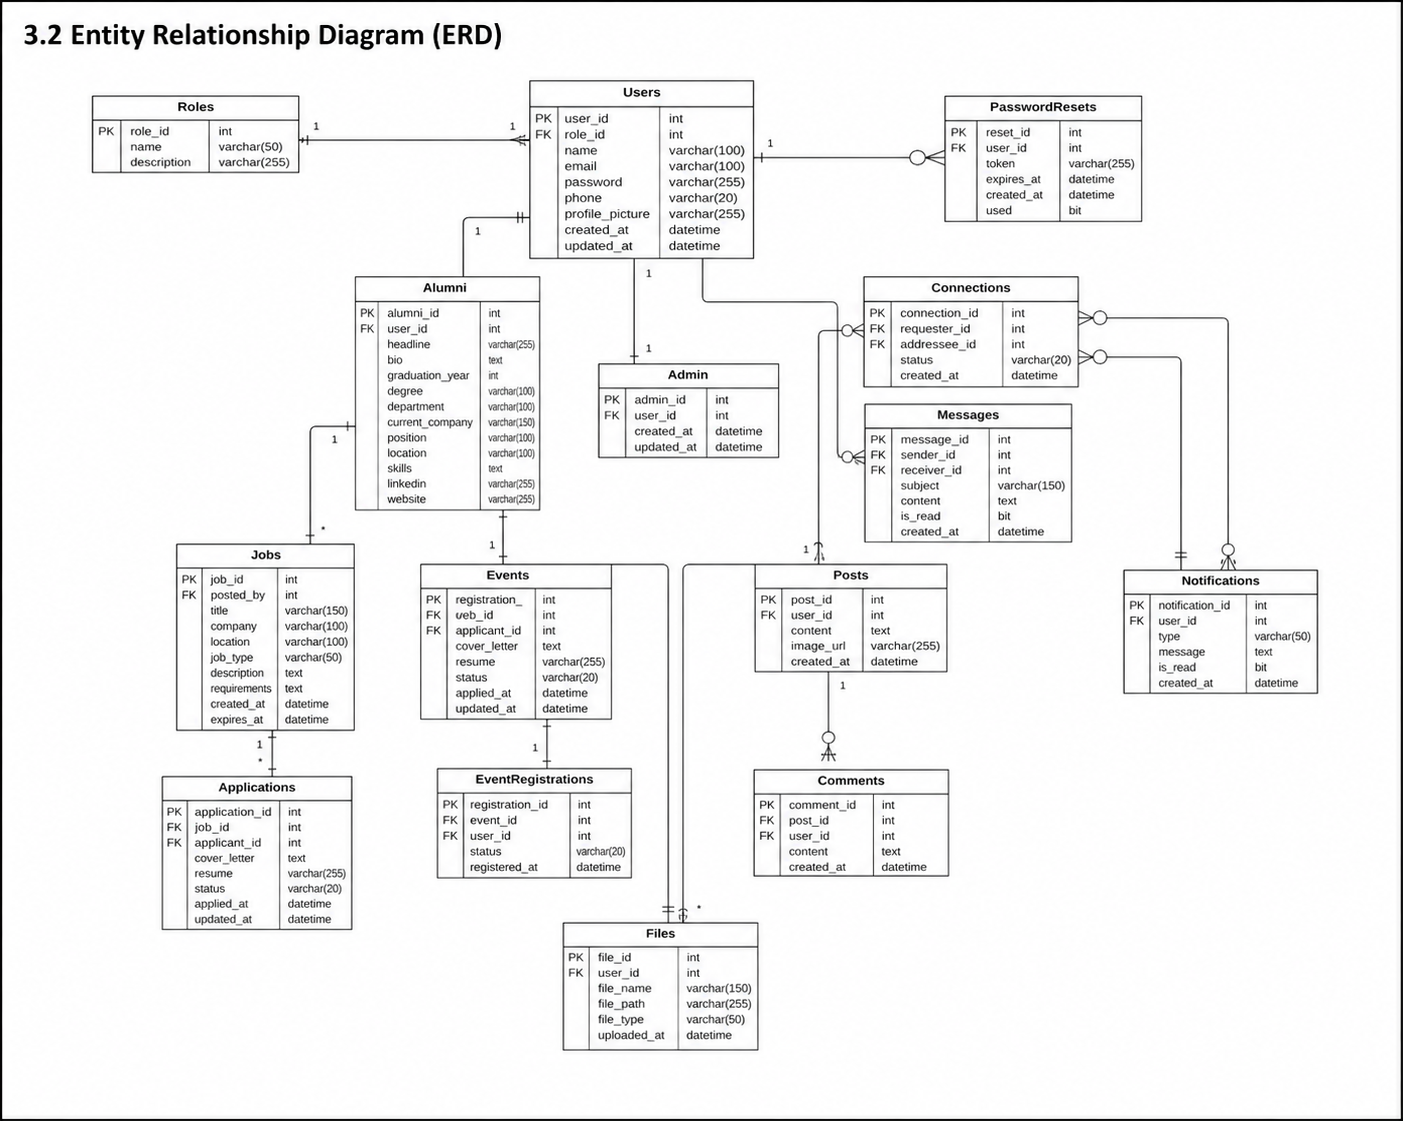 3.2 Entity Relationship Diagram (ERD)
Roles
PK role_id int
name varchar(50)
description varchar(255)
1 1
Users
PK user_id int
FK role_id int
name varchar(100)
email varchar(100)
password varchar(255)
phone varchar(20)
profile_picture varchar(255)
created_at datetime
updated_at datetime
1
PasswordResets
PK reset_id int
FK user_id int
token varchar(255)
expires_at datetime
created_at datetime
used bit
1
1
1
Alumni
PK alumni_id int
FK user_id int
headline varchar(255)
bio text
graduation_year int
degree varchar(100)
department varchar(100)
current_company varchar(150)
position varchar(100)
location varchar(100)
skills text
linkedin varchar(255)
website varchar(255)
Admin
PK admin_id int
FK user_id int
created_at datetime
updated_at datetime
Connections
PK connection_id int
FK requester_id int
FK addressee_id int
status varchar(20)
created_at datetime
Messages
PK message_id int
FK sender_id int
FK receiver_id int
subject varchar(150)
content text
is_read bit
created_at datetime
1
*
1
1
Jobs
PK job_id int
FK posted_by int
title varchar(150)
company varchar(100)
location varchar(100)
job_type varchar(50)
description text
requirements text
created_at datetime
expires_at datetime
Events
PK registration_ int
FK _id int
FK applicant_id int
cover_letter text
resume varchar(255)
status varchar(20)
applied_at datetime
updated_at datetime
Posts
PK post_id int
FK user_id int
content text
image_url varchar(255)
created_at datetime
Notifications
PK notification_id int
FK user_id int
type varchar(50)
message text
is_read bit
created_at datetime
1
*
1
1
Applications
PK application_id int
FK job_id int
FK applicant_id int
cover_letter text
resume varchar(255)
status varchar(20)
applied_at datetime
updated_at datetime
EventRegistrations
PK registration_id int
FK event_id int
FK user_id int
status varchar(20)
registered_at datetime
Comments
PK comment_id int
FK post_id int
FK user_id int
content text
created_at datetime
*
Files
PK file_id int
FK user_id int
file_name varchar(150)
file_path varchar(255)
file_type varchar(50)
uploaded_at datetime